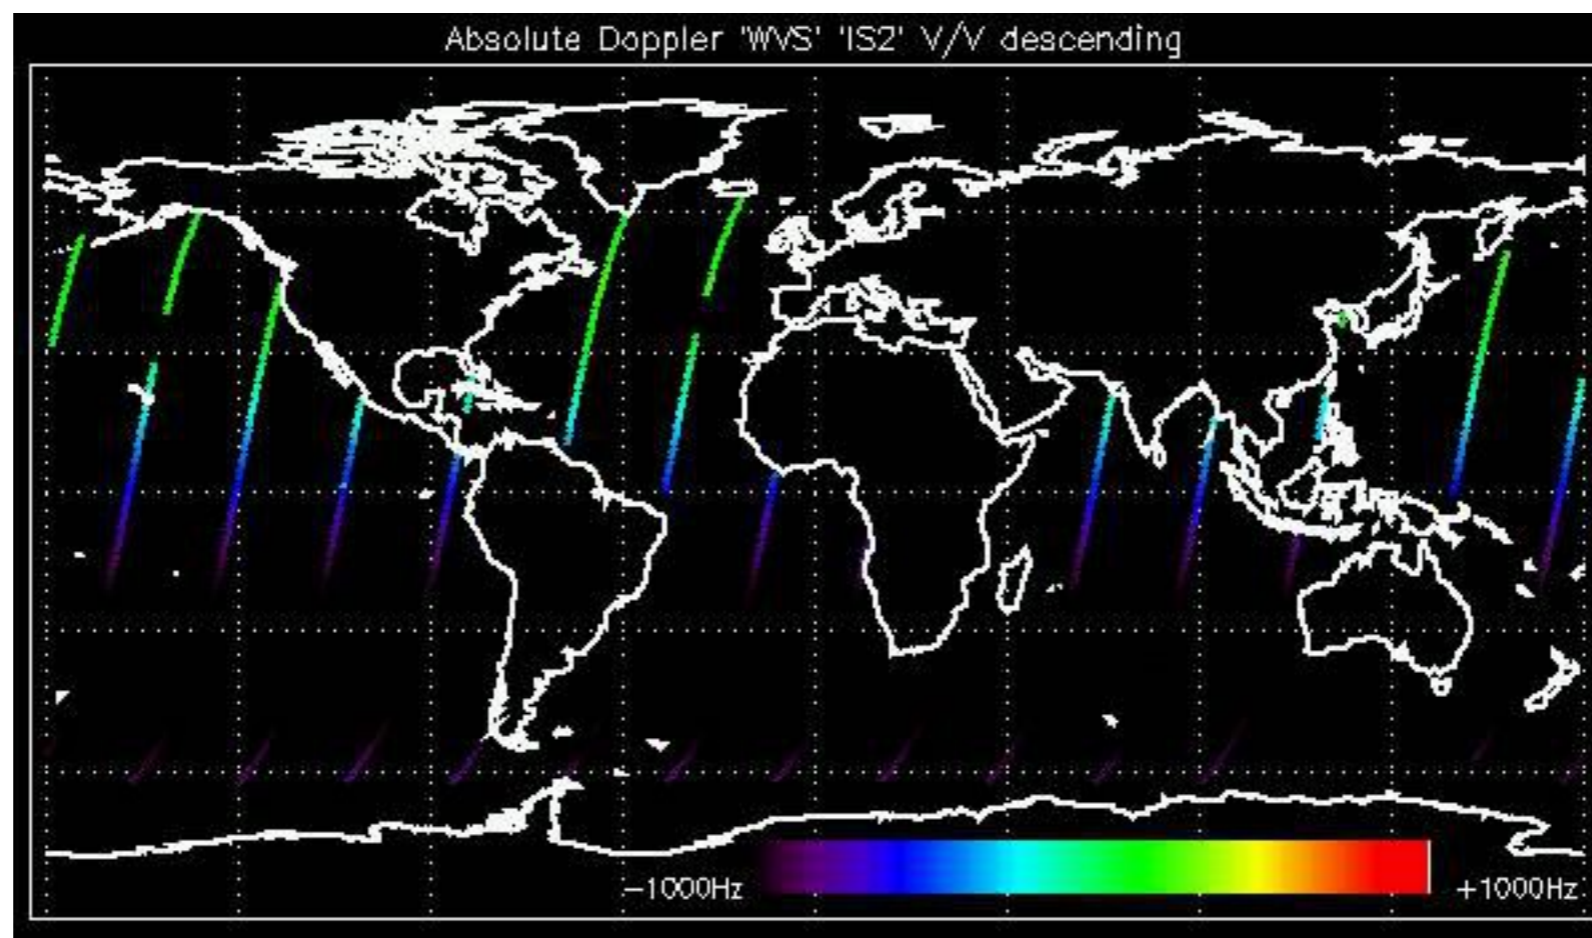 Absolute Doppler 'WVS' 'IS2' V/V descending
−1000Hz
+1000Hz